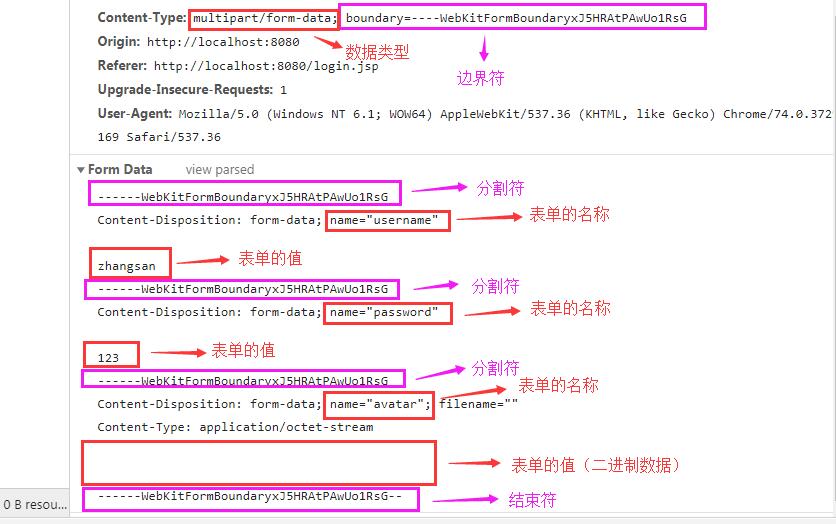 Content-Type: multipart/form-data; boundary=----WebKitFormBoundaryxJ5HRAtPAwUo1RsG
Origin: http://localhost:8080
数据类型
Referer: http://localhost:8080/login.jsp
边界符
Upgrade-Insecure-Requests: 1
User-Agent: Mozilla/5.0 (Windows NT 6.1; WOW64) AppleWebKit/537.36 (KHTML, like Gecko) Chrome/74.0.372
169 Safari/537.36
Form Data view parsed
------WebKitFormBoundaryxJ5HRAtPAwUo1RsG 分割符
Content-Disposition: form-data; name="username" 表单的名称
zhangsan 表单的值
------WebKitFormBoundaryxJ5HRAtPAwUo1RsG 分割符
Content-Disposition: form-data; name="password" 表单的名称
123 表单的值
------WebKitFormBoundaryxJ5HRAtPAwUo1RsG 分割符
Content-Disposition: form-data; name="avatar"; filename="" 表单的名称
Content-Type: application/octet-stream
表单的值（二进制数据）
------WebKitFormBoundaryxJ5HRAtPAwUo1RsG-- 结束符
0 B resou...